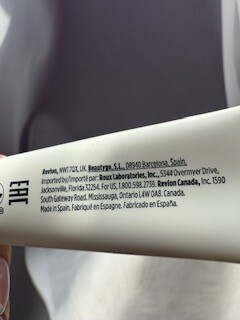 Revlon, NW1 7QX, UK. Beautyge, S.L., 08940 Barcelona, Spain.
Imported by/Importé par: Roux Laboratories, Inc., 5344 Overmyer Drive,
Jacksonville, Florida 32254. For US, 1.800.598.2739. Revlon Canada, Inc. 1590
South Gateway Road. Mississauga, Ontario L4W 0A8. Canada.
Made in Spain. Fabriqué en Espagne. Fabricado en España.
EAC